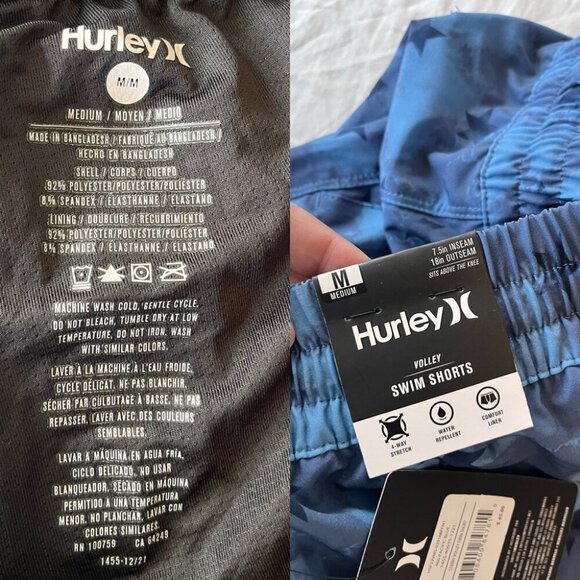 Hurley
M/M
MEDIUM / MOYEN / MEDIO
MADE IN BANGLADESH / FABRIQUÉ AU BANGLADESH /
HECHO EN BANGLADESH
SHELL / CORPS / CUERPO
92% POLYESTER/POLYESTER/POLIÉSTER
8% SPANDEX / ELASTHANNE / ELASTANO
LINING / DOUBLURE / RECUBRIMIENTO
92% POLYESTER/POLYESTER/POLIÉSTER
8% SPANDEX / ELASTHANNE / ELASTANO
MACHINE WASH COLD, GENTLE CYCLE.
DO NOT BLEACH, TUMBLE DRY AT LOW
TEMPERATURE, DO NOT IRON. WASH
WITH SIMILAR COLORS.
LAVER À LA MACHINE À L'EAU FROIDE,
CYCLE DÉLICAT, NE PAS BLANCHIR,
SÉCHER PAR CULBUTAGE À BASSE. NE PAS
REPASSER. LAVER AVEC DES COULEURS
SEMBLABLES.
LAVAR A MÁQUINA EN AGUA FRÍA,
CICLO DELICADO, NO USAR
BLANQUEADOR. SECADO EN MÁQUINA
PERMITIDO A UNA TEMPERATURA
MENOR. NO PLANCHAR, LAVAR CON
COLORES SIMILARES.
RN 100759 CA 64249
1455-12/21
M
MEDIUM
7.5in INSEAM
18in OUTSEAM
SITS ABOVE THE KNEE
Hurley
VOLLEY
SWIM SHORTS
4-WAY
STRETCH
WATER
REPELLENT
COMFORT
LINER